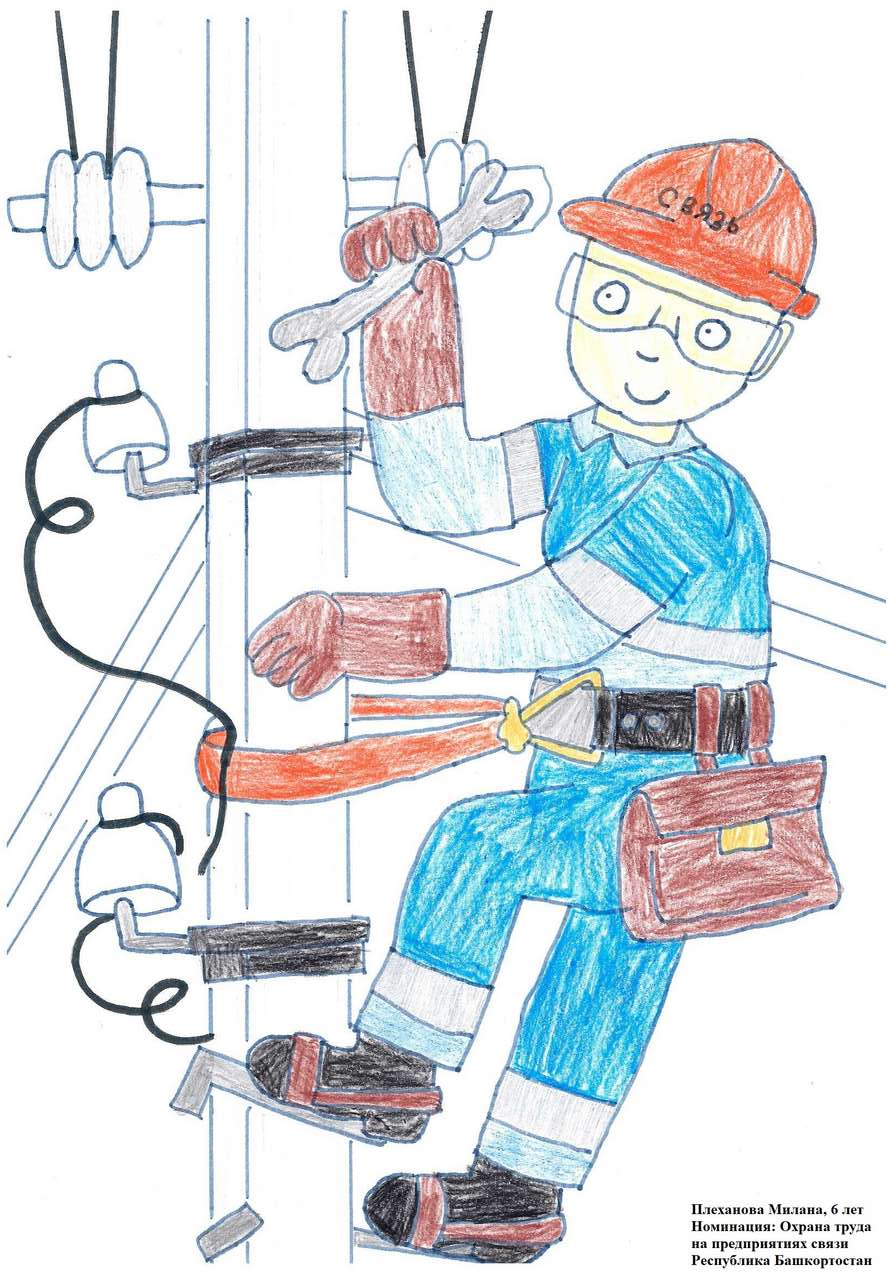 СВЯЗЬ
Плеханова Милана, 6 лет
Номинация: Охрана труда
на предприятиях связи
Республика Башкортостан